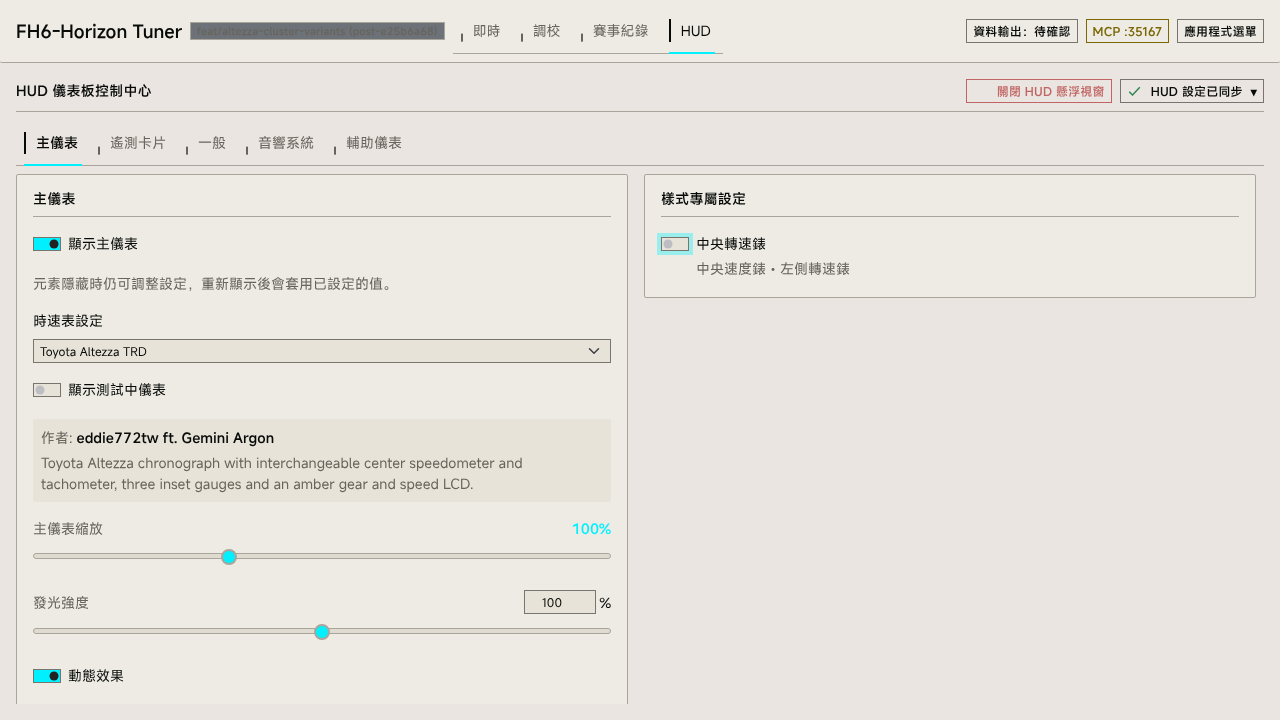 FH6-Horizon Tuner feat/altezza-cluster-variants (post-e25b6a68) 即時 調校 賽事紀錄 HUD 資料輸出: 待確認 MCP :35167 應用程式選單
HUD 儀表板控制中心 關閉 HUD 懸浮視窗 HUD 設定已同步
主儀表 遙測卡片 一般 音響系統 輔助儀表
主儀表
顯示主儀表
元素隱藏時仍可調整設定，重新顯示後會套用已設定的值。
時速表設定
Toyota Altezza TRD
顯示測試中儀表
作者: eddie772tw ft. Gemini Argon
Toyota Altezza chronograph with interchangeable center speedometer and
tachometer, three inset gauges and an amber gear and speed LCD.
主儀表縮放 100%
發光強度 100 %
動態效果
樣式專屬設定
中央轉速錶
中央速度錶・左側轉速錶